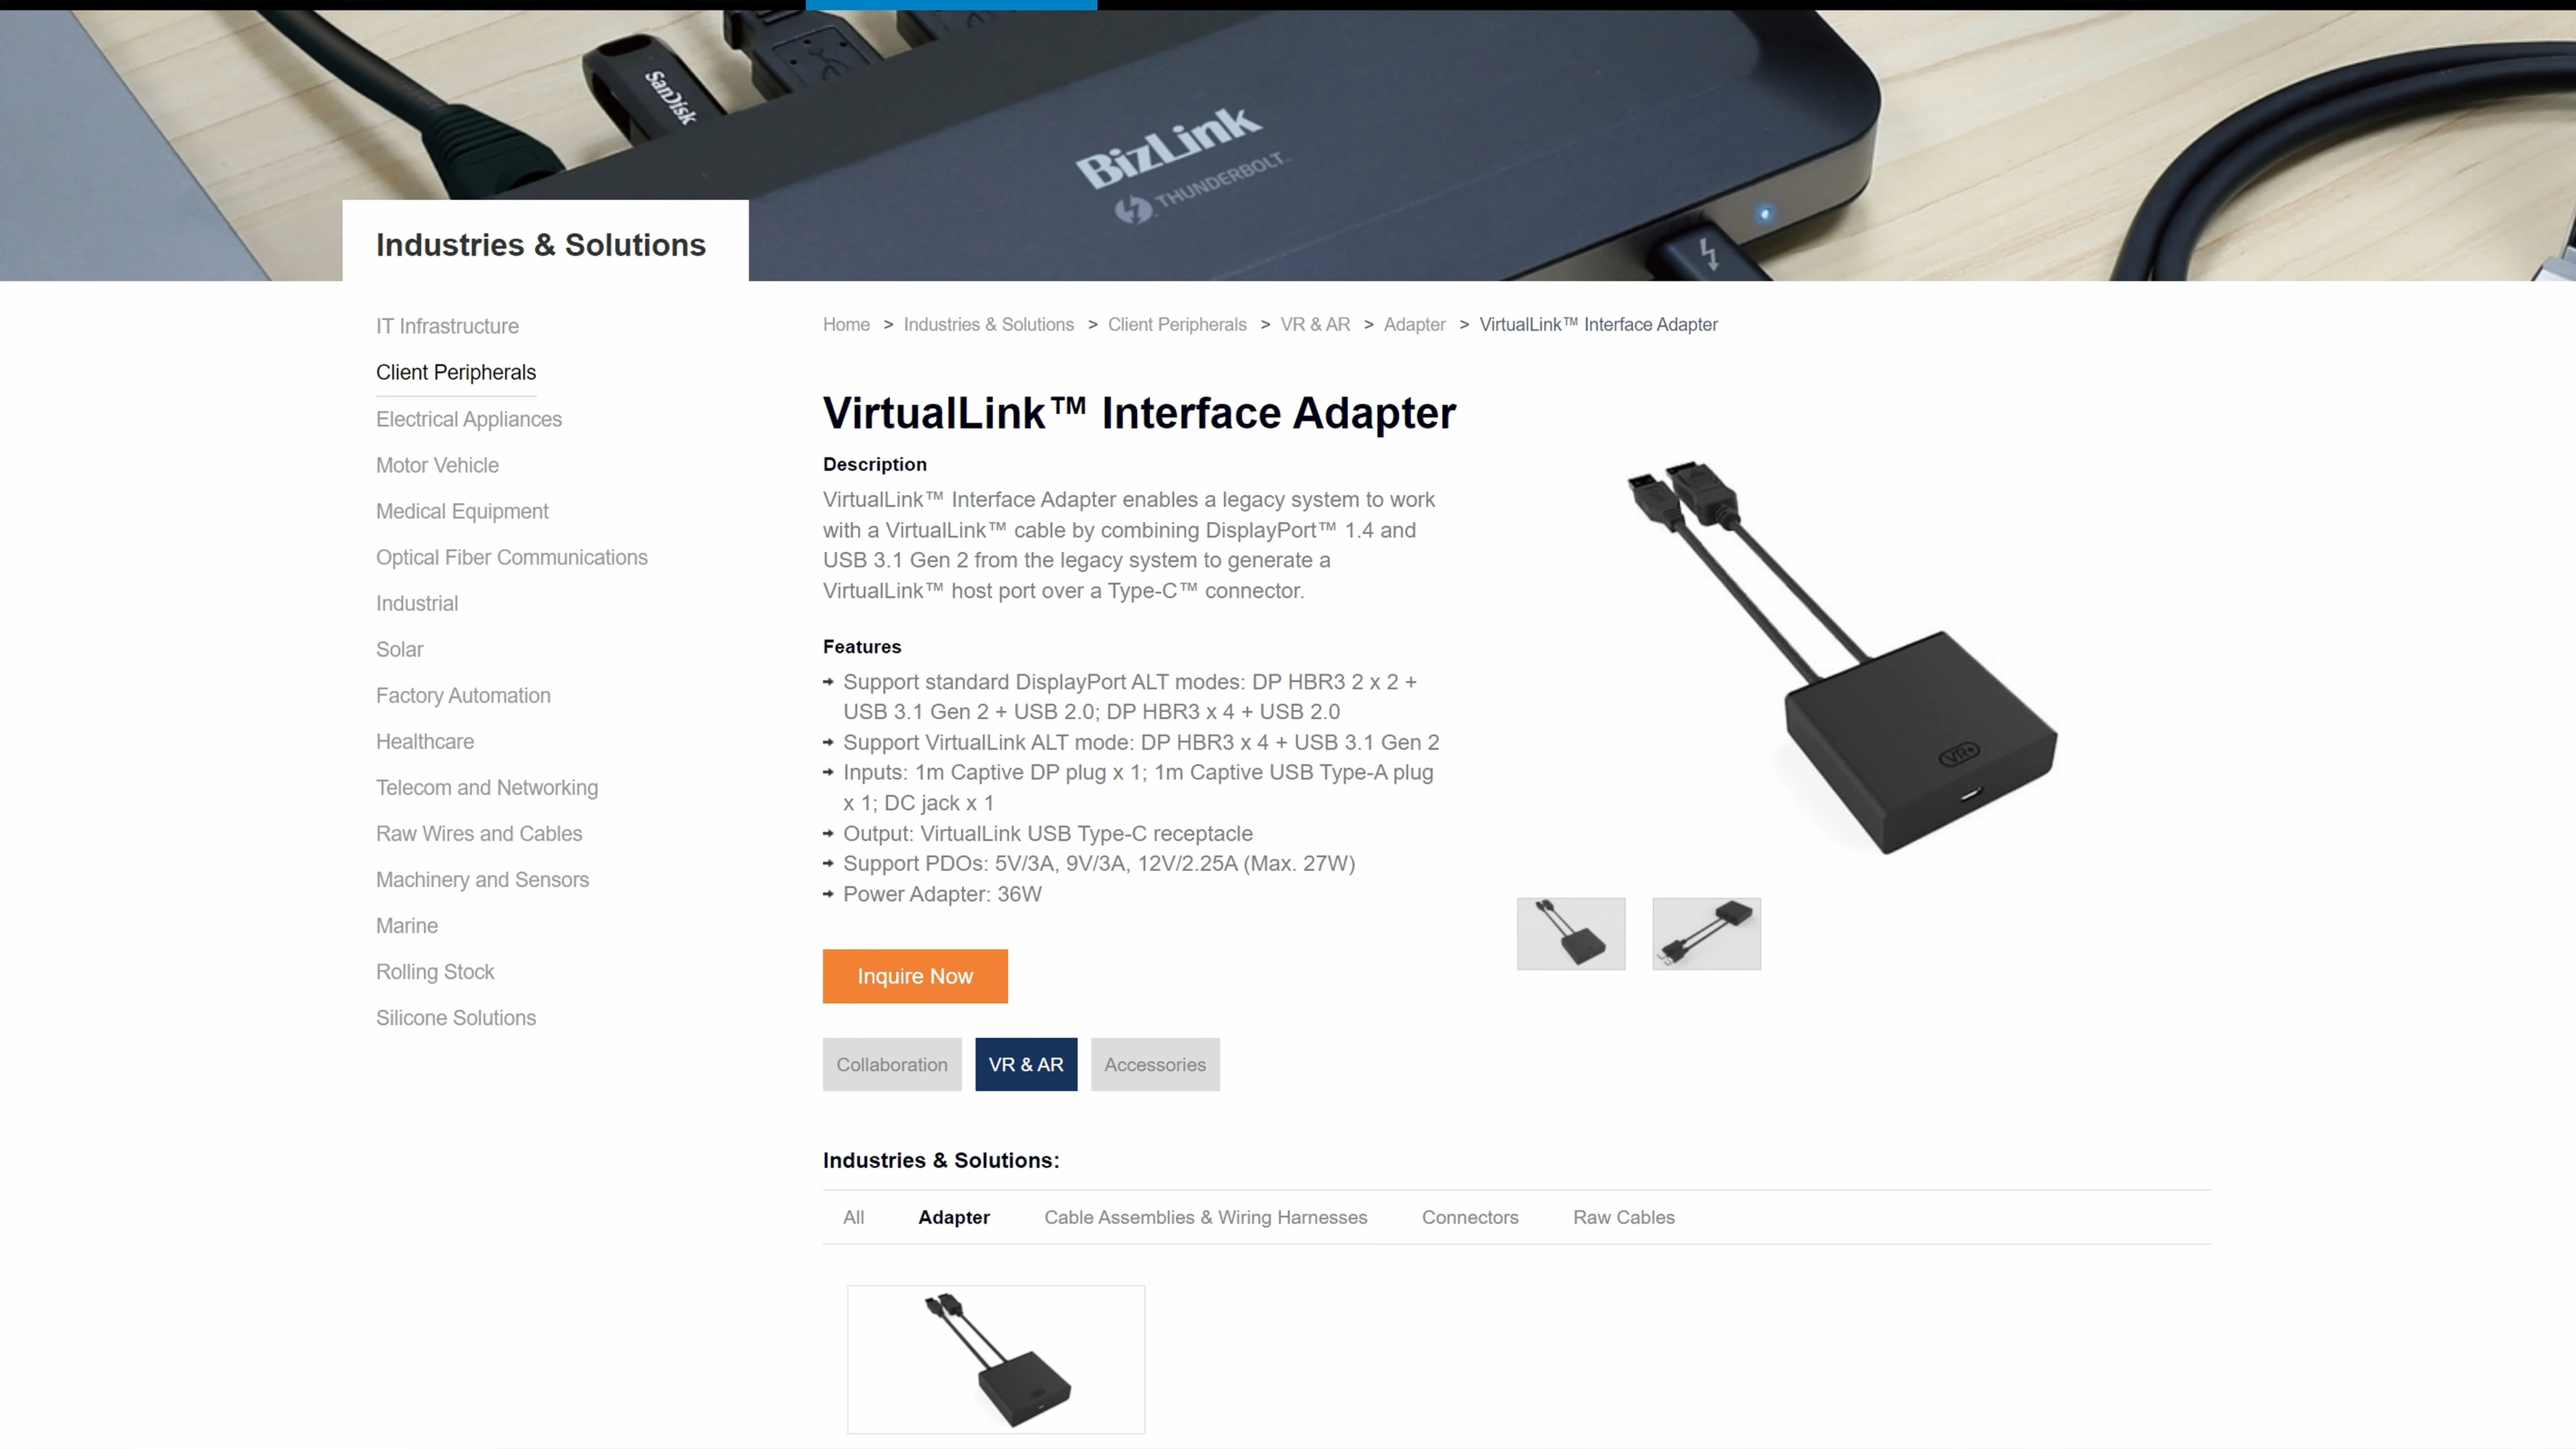 SanDisk
BizLink
THUNDERBOLT™
Industries & Solutions
IT Infrastructure
Client Peripherals
Electrical Appliances
Motor Vehicle
Medical Equipment
Optical Fiber Communications
Industrial
Solar
Factory Automation
Healthcare
Telecom and Networking
Raw Wires and Cables
Machinery and Sensors
Marine
Rolling Stock
Silicone Solutions
Home > Industries & Solutions > Client Peripherals > VR & AR > Adapter > VirtualLink™ Interface Adapter
VirtualLink™ Interface Adapter
Description
VirtualLink™ Interface Adapter enables a legacy system to work
with a VirtualLink™ cable by combining DisplayPort™ 1.4 and
USB 3.1 Gen 2 from the legacy system to generate a
VirtualLink™ host port over a Type-C™ connector.
Features
Support standard DisplayPort ALT modes: DP HBR3 2 x 2 +
USB 3.1 Gen 2 + USB 2.0; DP HBR3 x 4 + USB 2.0
Support VirtualLink ALT mode: DP HBR3 x 4 + USB 3.1 Gen 2
Inputs: 1m Captive DP plug x 1; 1m Captive USB Type-A plug
x 1; DC jack x 1
Output: VirtualLink USB Type-C receptacle
Support PDOs: 5V/3A, 9V/3A, 12V/2.25A (Max. 27W)
Power Adapter: 36W
VR+
Inquire Now
Collaboration VR & AR Accessories
Industries & Solutions:
All Adapter Cable Assemblies & Wiring Harnesses Connectors Raw Cables